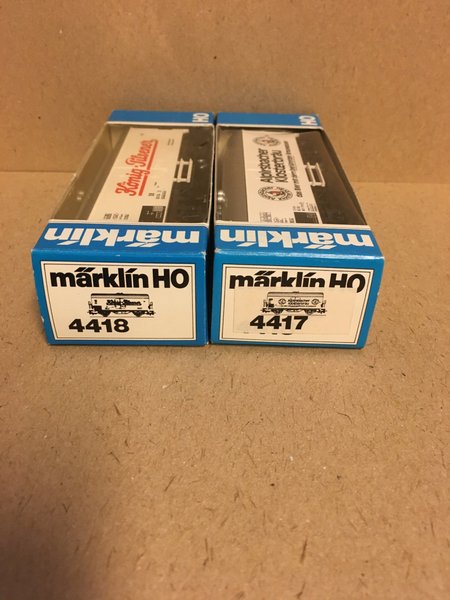 HO
König-Pilsener
märklin
märklin HO
4418
HO
Alpirsbacher
Klosterbräu
märklin
märklin HO
4417